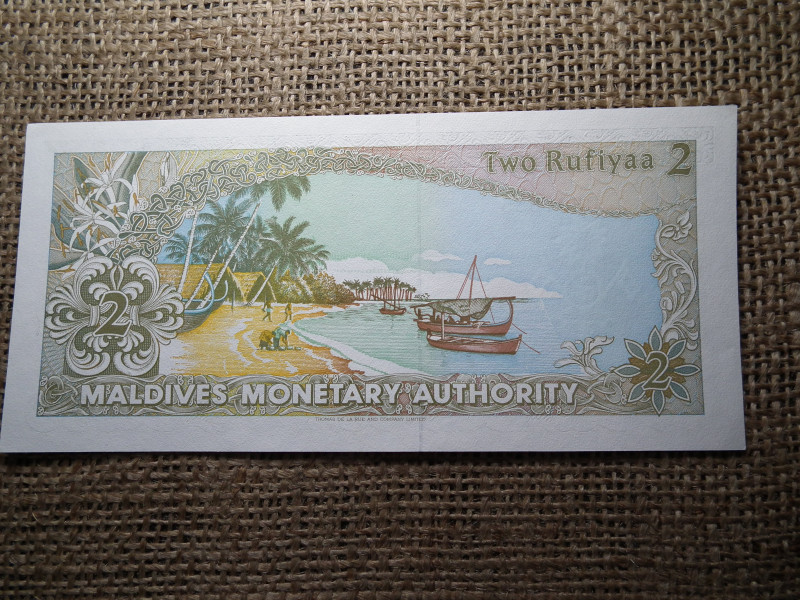 Two Rufiyaa 2
2
2
MALDIVES MONETARY AUTHORITY
THOMAS DE LA RUE AND COMPANY LIMITED